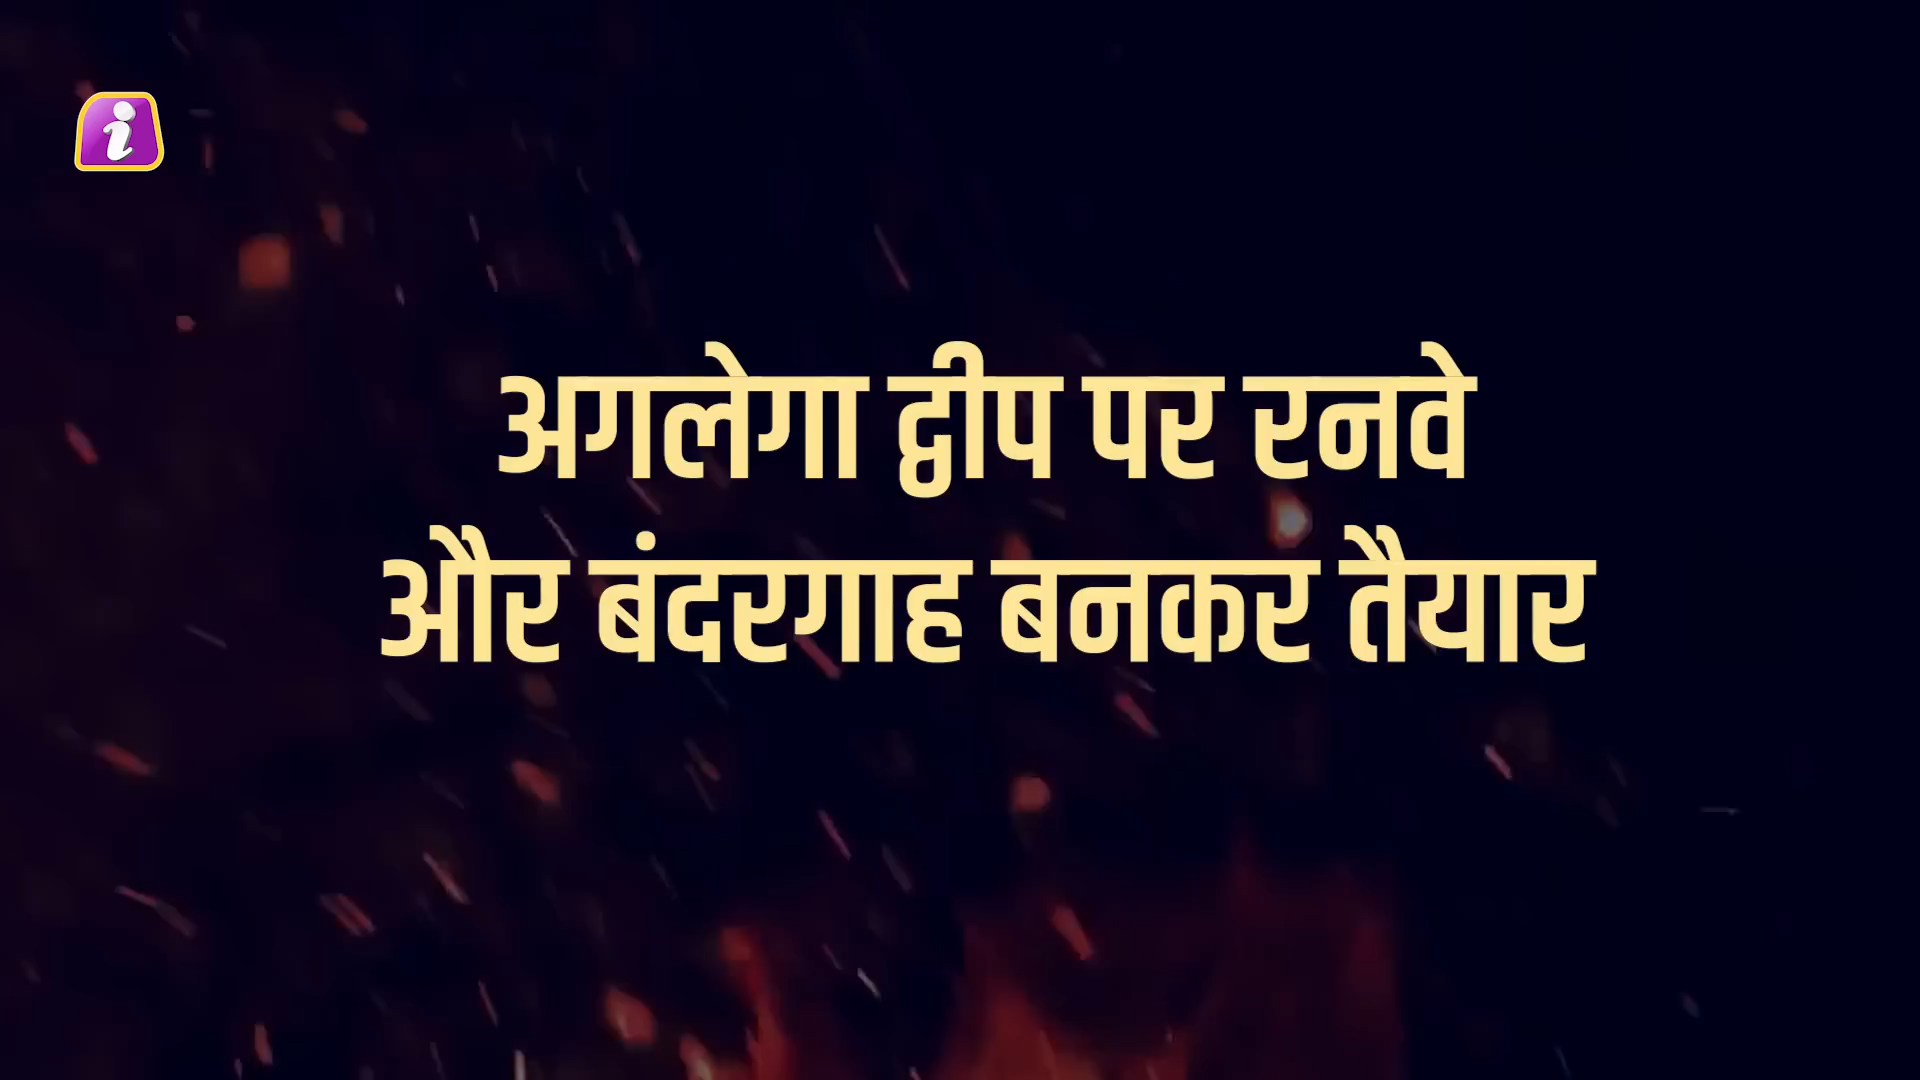 i
अगलेगा द्वीप पर रनवे
और बंदरगाह बनकर तैयार